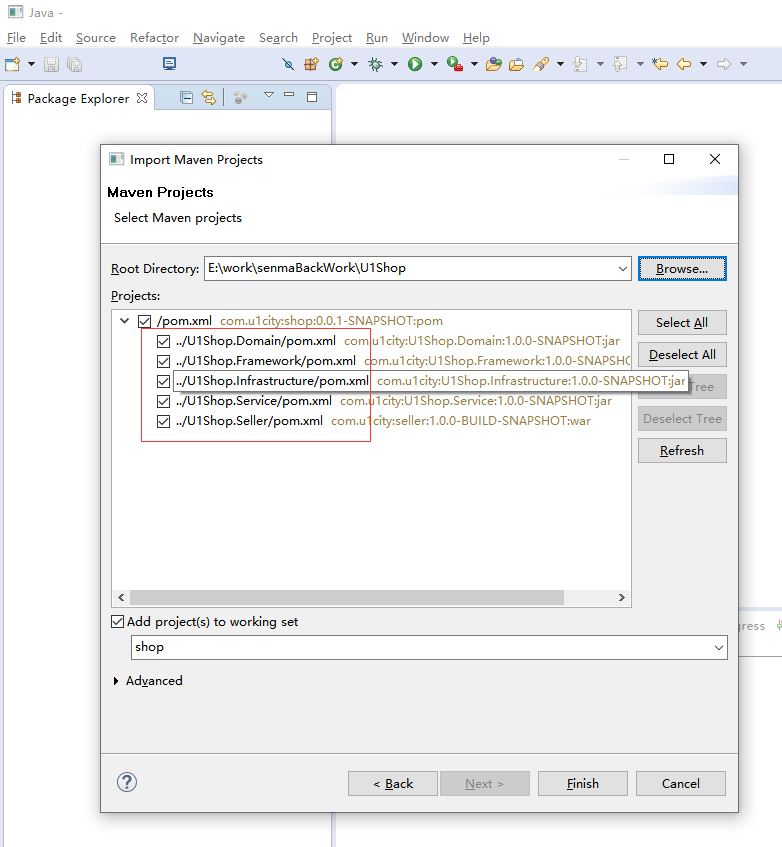 Java -
File Edit Source Refactor Navigate Search Project Run Window Help
Package Explorer
Import Maven Projects
Maven Projects
Select Maven projects
Root Directory: E:\work\senmaBackWork\U1Shop Browse...
Projects:
/pom.xml com.u1city:shop:0.0.1-SNAPSHOT:pom
../U1Shop.Domain/pom.xml com.u1city:U1Shop.Domain:1.0.0-SNAPSHOT:jar
../U1Shop.Framework/pom.xml com.u1city:U1Shop.Framework:1.0.0-SNAPSHO
../U1Shop.Infrastructure/pom.xml com.u1city:U1Shop.Infrastructure:1.0.0-SNAPSHOT:jar
../U1Shop.Service/pom.xml com.u1city:U1Shop.Service:1.0.0-SNAPSHOT:jar
../U1Shop.Seller/pom.xml com.u1city:seller:1.0.0-BUILD-SNAPSHOT:war
Select All
Deselect All
Tree
Deselect Tree
Refresh
Add project(s) to working set
shop
gress
Advanced
< Back Next > Finish Cancel